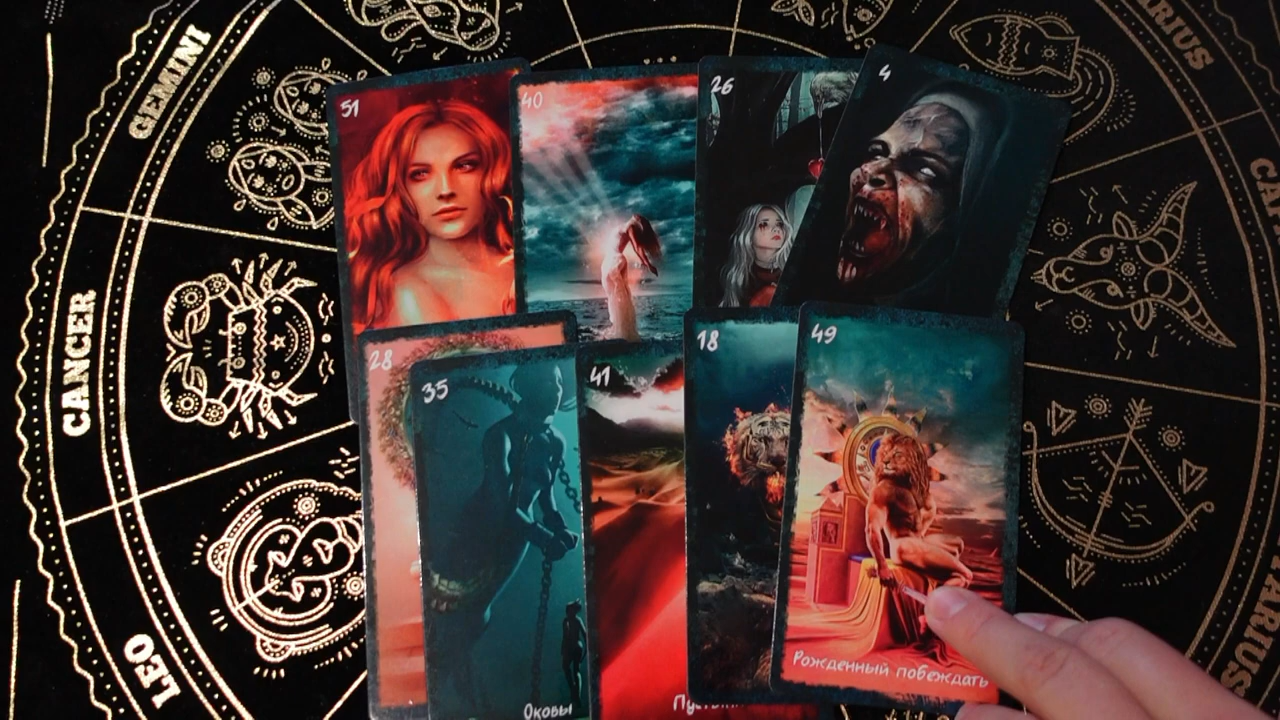 GEMINI
CANCER
LEO
51
40
26
4
28
35
41
18
49
Оковы
Рожденный побеждать